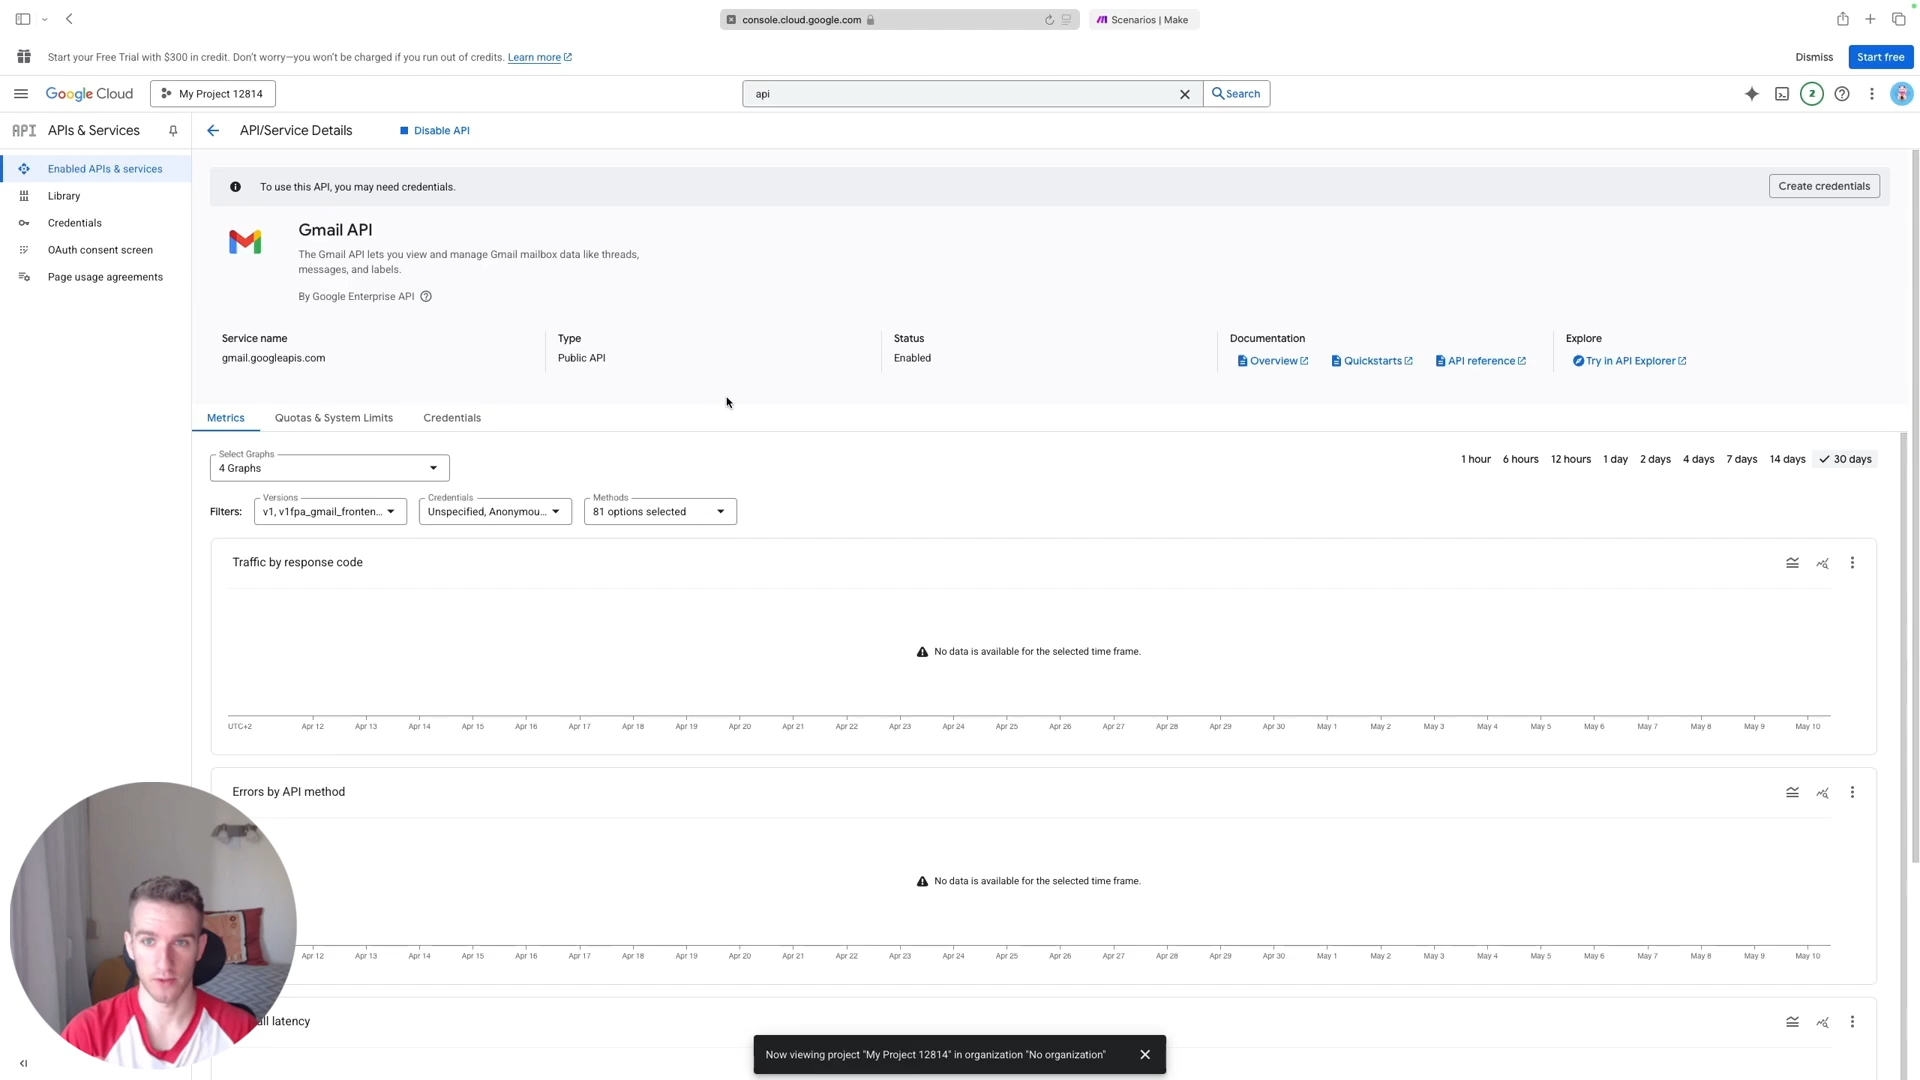 console.cloud.google.com
Scenarios | Make
Start your Free Trial with $300 in credit. Don't worry—you won't be charged if you run out of credits. Learn more
Dismiss
Start free
Google Cloud
My Project 12814
api
Search
2
API
APIs & Services
API/Service Details
Disable API
Enabled APIs & services
Library
Credentials
OAuth consent screen
Page usage agreements
To use this API, you may need credentials.
Create credentials
Gmail API
The Gmail API lets you view and manage Gmail mailbox data like threads,
messages, and labels.
By Google Enterprise API
Service name
gmail.googleapis.com
Type
Public API
Status
Enabled
Documentation
Overview
Quickstarts
API reference
Explore
Try in API Explorer
Metrics
Quotas & System Limits
Credentials
Select Graphs
4 Graphs
1 hour 6 hours 12 hours 1 day 2 days 4 days 7 days 14 days 30 days
Filters:
Versions
v1, v1fpa_gmail_fronten...
Credentials
Unspecified, Anonymou...
Methods
81 options selected
Traffic by response code
No data is available for the selected time frame.
UTC+2 Apr 12 Apr 13 Apr 14 Apr 15 Apr 16 Apr 17 Apr 18 Apr 19 Apr 20 Apr 21 Apr 22 Apr 23 Apr 24 Apr 25 Apr 26 Apr 27 Apr 28 Apr 29 Apr 30 May 1 May 2 May 3 May 4 May 5 May 6 May 7 May 8 May 9 May 10
Errors by API method
No data is available for the selected time frame.
Apr 12 Apr 13 Apr 14 Apr 15 Apr 16 Apr 17 Apr 18 Apr 19 Apr 20 Apr 21 Apr 22 Apr 23 Apr 24 Apr 25 Apr 26 Apr 27 Apr 28 Apr 29 Apr 30 May 1 May 2 May 3 May 4 May 5 May 6 May 7 May 8 May 9 May 10
latency
Now viewing project "My Project 12814" in organization "No organization"